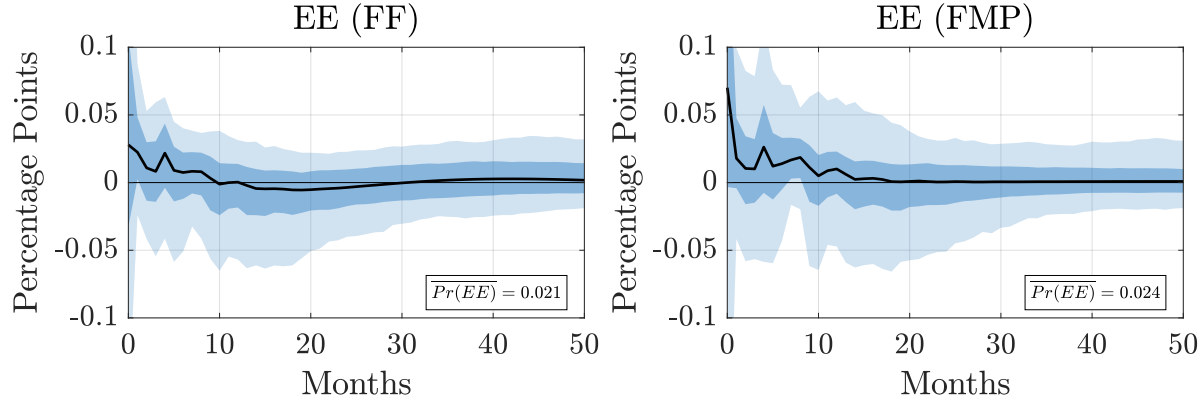 EE (FF)
Percentage Points
0.1
0.05
0
-0.05
-0.1
Pr(EE) = 0.021
0 10 20 30 40 50
Months
EE (FMP)
Percentage Points
0.1
0.05
0
-0.05
-0.1
Pr(EE) = 0.024
0 10 20 30 40 50
Months